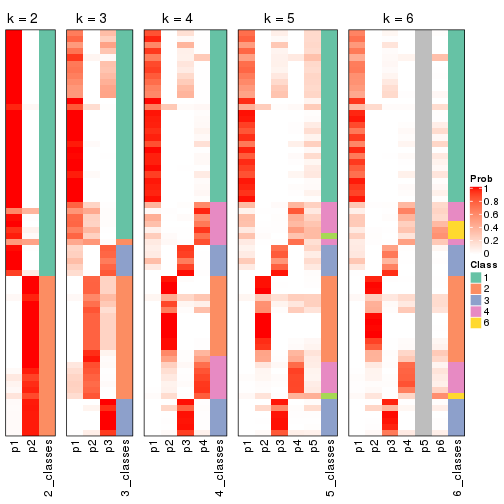 k = 2
k = 3
k = 4
k = 5
k = 6
Prob
1
0.8
0.6
0.4
0.2
0
Class
1
2
3
4
6
p1
p2
2_classes
p1
p2
p3
3_classes
p1
p2
p3
p4
4_classes
p1
p2
p3
p4
p5
5_classes
p1
p2
p3
p4
p5
p6
6_classes